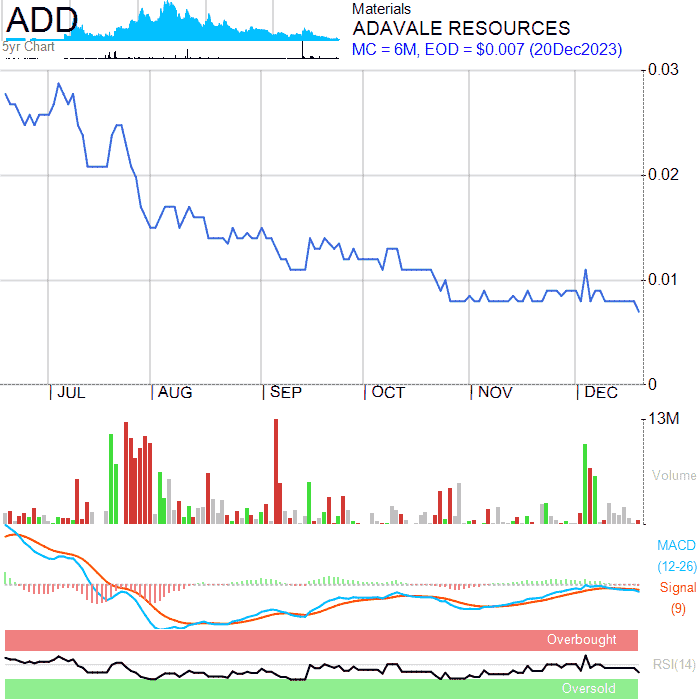 ADD
5yr Chart
Materials
ADAVALE RESOURCES
MC = 6M, EOD = $0.007 (20Dec2023)
0.03
0.02
0.01
0
JUL
AUG
SEP
OCT
NOV
DEC
13M
Volume
MACD
(12-26)
Signal
(9)
Overbought
RSI(14)
Oversold